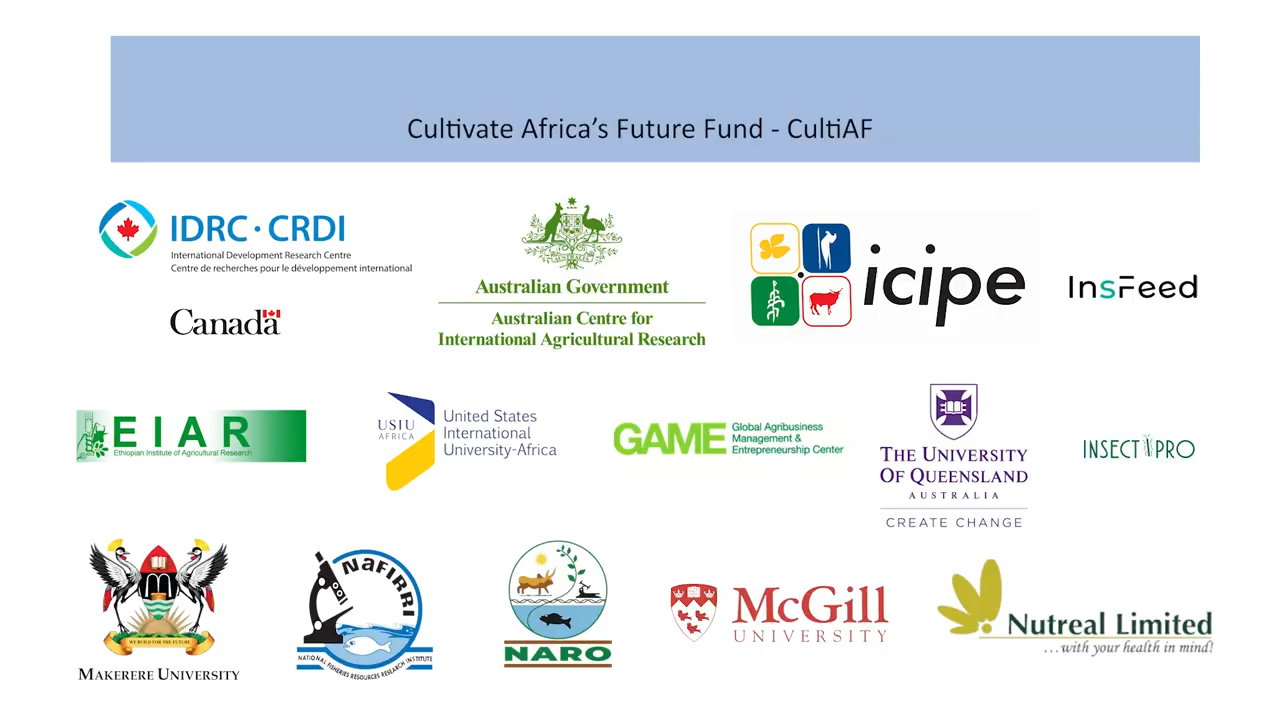 Cultivate Africa's Future Fund - CultiAF
IDRC · CRDI
International Development Research Centre
Centre de recherches pour le développement international
Canada
Australian Government
Australian Centre for
International Agricultural Research
icipe
InsFeed
EIAR
Ethiopian Institute of Agricultural Research
USIU
AFRICA
United States
International
University-Africa
GAME
Global Agribusiness
Management &
Entrepreneurship Center
THE UNIVERSITY
OF QUEENSLAND
AUSTRALIA
CREATE CHANGE
INSECTIPRO
WE BUILD FOR THE FUTURE
MAKERERE UNIVERSITY
NAFIRRI
NATIONAL FISHERIES RESOURCES RESEARCH INSTITUTE
NARO
McGill
UNIVERSITY
Nutreal Limited
...with your health in mind!